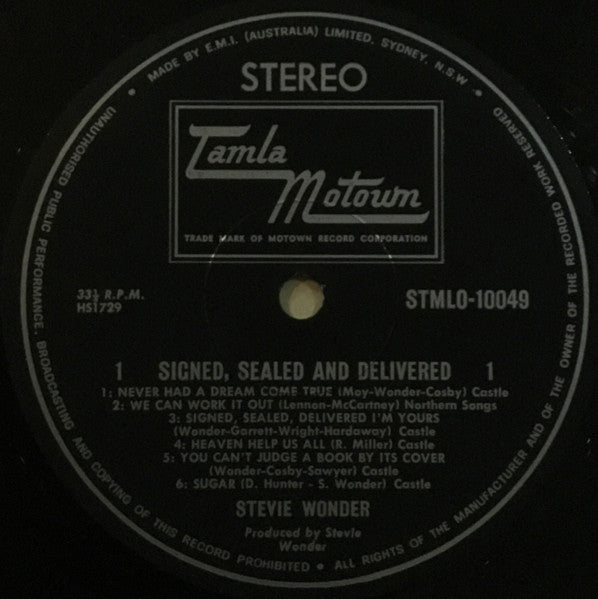 MADE BY E.M.I. (AUSTRALIA) LIMITED. SYDNEY, N.S.W
STEREO
Tamla
Motown
TRADE MARK OF MOTOWN RECORD CORPORATION
33⅓ R.P.M.
HS1729
STMLO-10049
1 SIGNED, SEALED AND DELIVERED 1
1: NEVER HAD A DREAM COME TRUE (Moy-Wonder-Cosby) Castle
2: WE CAN WORK IT OUT (Lennon-McCartney) Northern Songs
3: SIGNED, SEALED, DELIVERED I'M YOURS
(Wonder-Garrett-Wright-Hardaway) Castle
4: HEAVEN HELP US ALL (R. Miller) Castle
5: YOU CAN'T JUDGE A BOOK BY ITS COVER
(Wonder-Cosby-Sawyer) Castle
6: SUGAR (D. Hunter - S. Wonder) Castle
STEVIE WONDER
Produced by Stevie
Wonder
UNAUTHORISED PUBLIC PERFORMANCE, BROADCASTING AND COPYING OF THIS RECORD PROHIBITED • ALL RIGHTS OF THE MANUFACTURER AND OF THE OWNER OF THE RECORDED WORK RESERVED